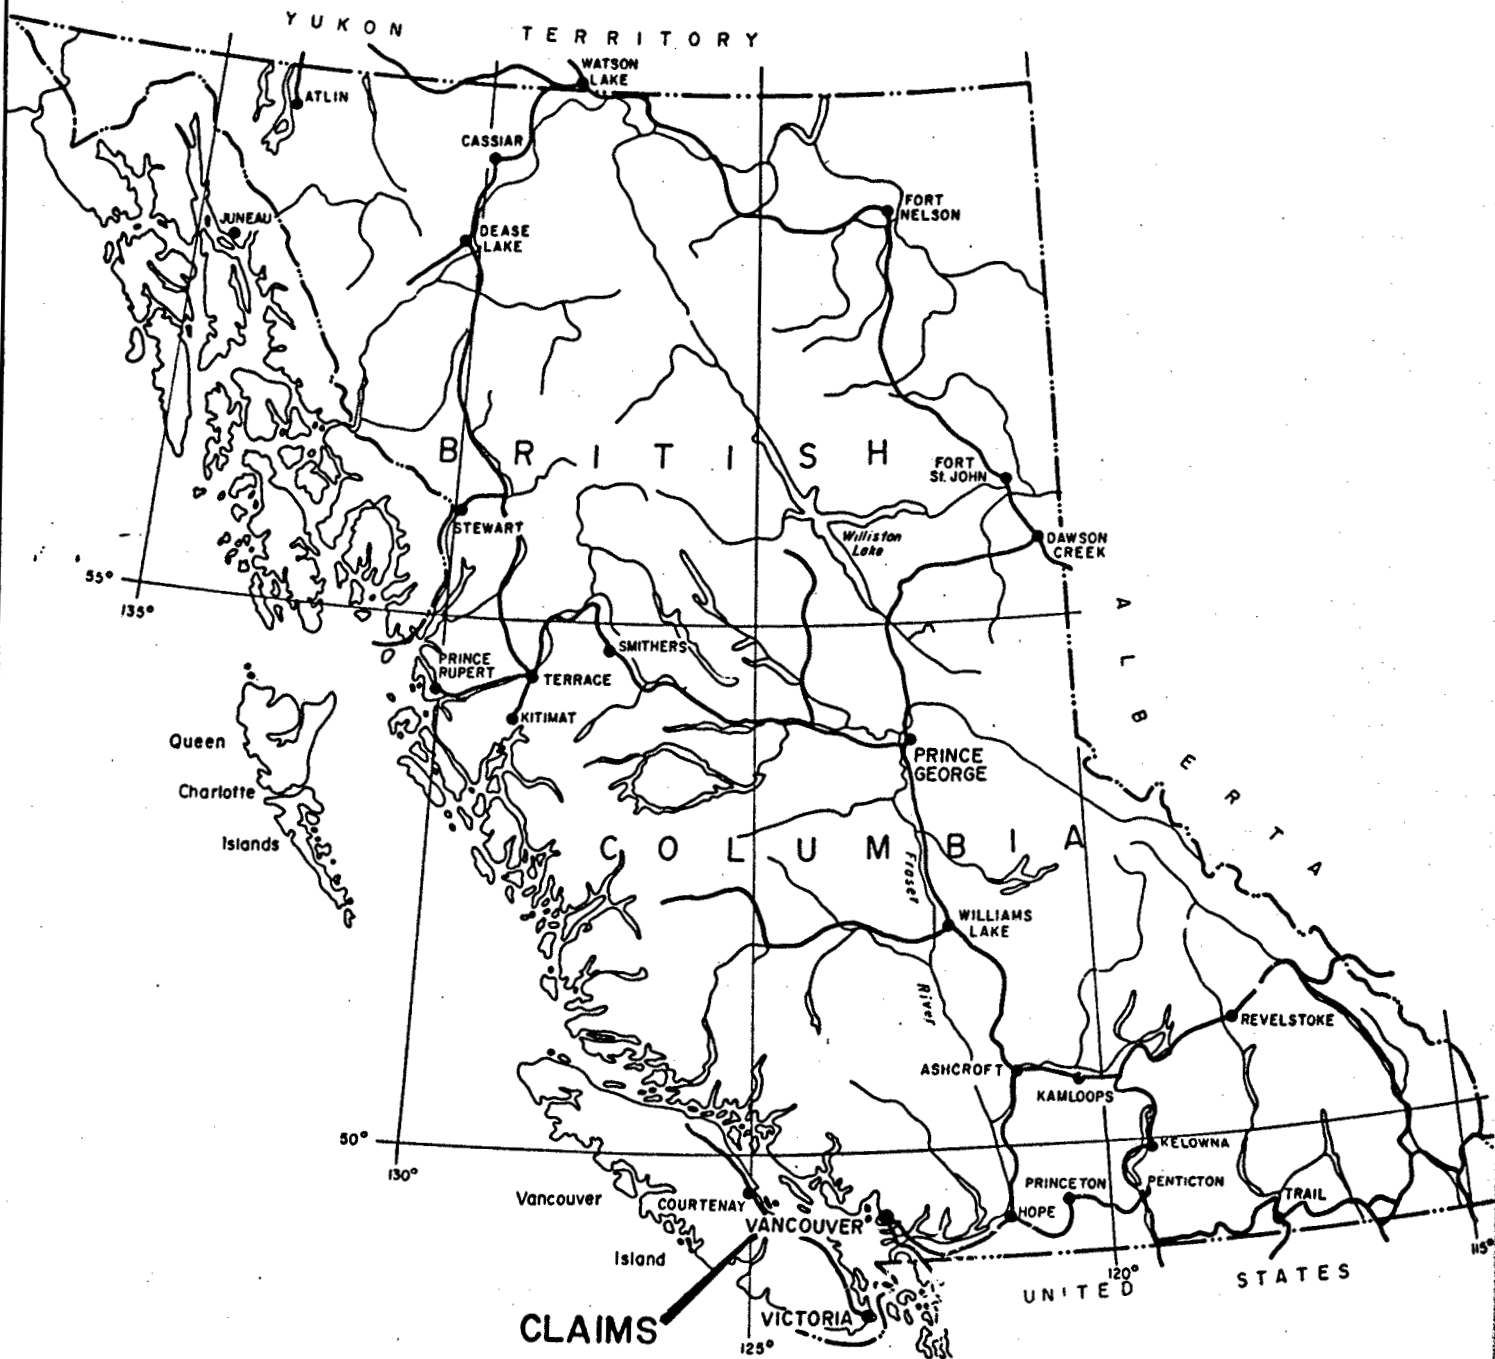 YUKON TERRITORY
WATSON
LAKE
ATLIN
CASSIAR
FORT
NELSON
JUNEAU
DEASE
LAKE
BRITISH
FORT
St. JOHN
STEWART
Williston
Lake
DAWSON
CREEK
55°
135°
ALBERTA
SMITHERS
PRINCE
RUPERT
TERRACE
KITIMAT
Queen
Charlotte
Islands
PRINCE
GEORGE
COLUMBIA
Fraser
River
WILLIAMS
LAKE
REVELSTOKE
ASHCROFT
KAMLOOPS
50°
130°
KELOWNA
PRINCETON
PENTICTON
TRAIL
Vancouver
Island
COURTENAY
VANCOUVER
HOPE
115°
120°
UNITED STATES
CLAIMS
VICTORIA
125°